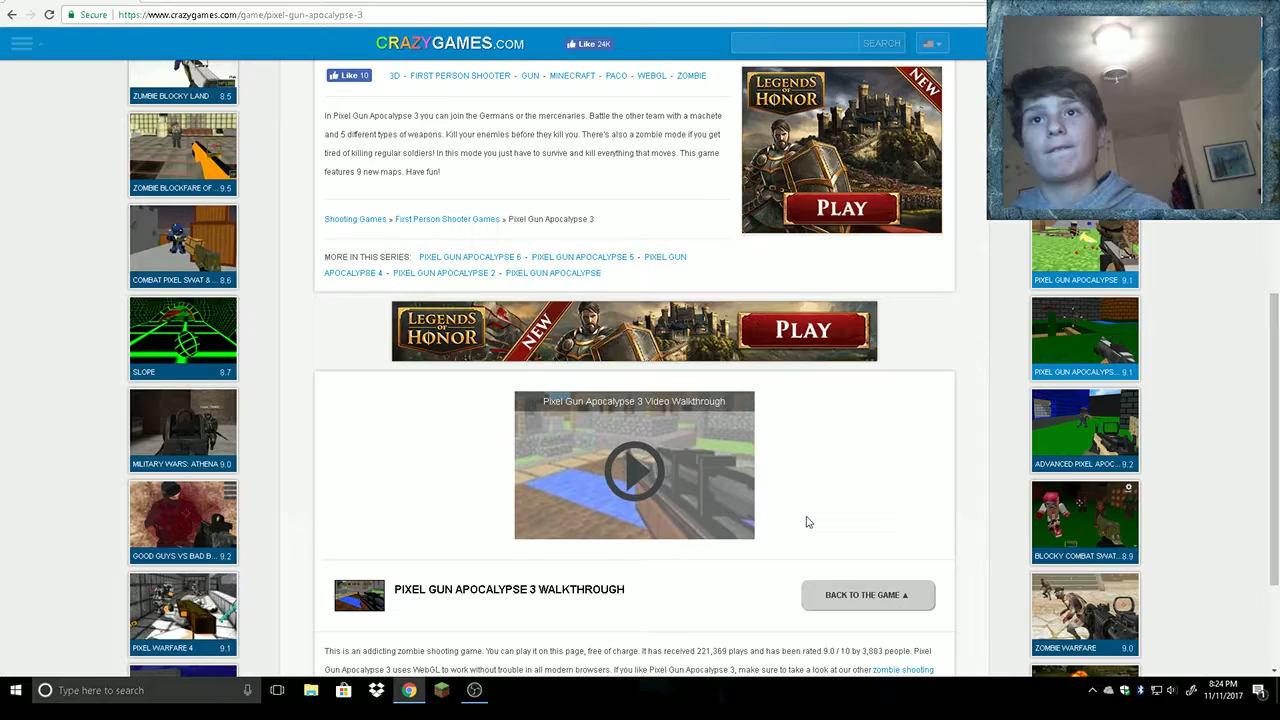 Secure
https://www.crazygames.com/game/pixel-gun-apocalypse-3
CRAZYGAMES.COM
Like 24K
SEARCH
Like 10
3D - FIRST PERSON SHOOTER - GUN - MINECRAFT - PACO - WEBGL - ZOMBIE
In Pixel Gun Apocalypse 3 you can join the Germans or the mercenaries. Battle the other team with a machete
and 5 different types of weapons. Kill your enemies before they kill you. There's also a zombie mode if you get
tired of killing regular soldiers! In this mode you just have to survive and kill everything that moves. This game
features 9 new maps. Have fun!
Shooting Games » First Person Shooter Games » Pixel Gun Apocalypse 3
MORE IN THIS SERIES: PIXEL GUN APOCALYPSE 6 - PIXEL GUN APOCALYPSE 5 - PIXEL GUN
APOCALYPSE 4 - PIXEL GUN APOCALYPSE 2 - PIXEL GUN APOCALYPSE
LEGENDS OF HONOR
NEW
PLAY
LEGENDS OF HONOR
NEW
PLAY
Pixel Gun Apocalypse 3 Video Walkthrough
PIXEL GUN APOCALYPSE 3 WALKTHROUGH
BACK TO THE GAME ▲
This is an addicting zombie shooting game. You can play it on this page, free of charge. It has received 221,369 plays and has been rated 9.0 / 10 by 3,883 people. Pixel
Gun Apocalypse 3 uses to work without trouble in all modern browsers. If you like Pixel Gun Apocalypse 3, make sure to take a look at our other zombie shooting
ZUMBIE BLOCKY LAND 8.5
ZOMBIE BLOCKFARE OF... 9.5
COMBAT PIXEL SWAT &... 8.6
SLOPE 8.7
MILITARY WARS: ATHENA 9.0
GOOD GUYS VS BAD B... 9.2
PIXEL WARFARE 4 9.1
PIXEL GUN APOCALYPSE 9.1
PIXEL GUN APOCALYPS... 9.1
ADVANCED PIXEL APOC... 9.2
BLOCKY COMBAT SWAT... 8.9
ZOMBIE WARFARE 9.0
Type here to search
8:24 PM
11/11/2017